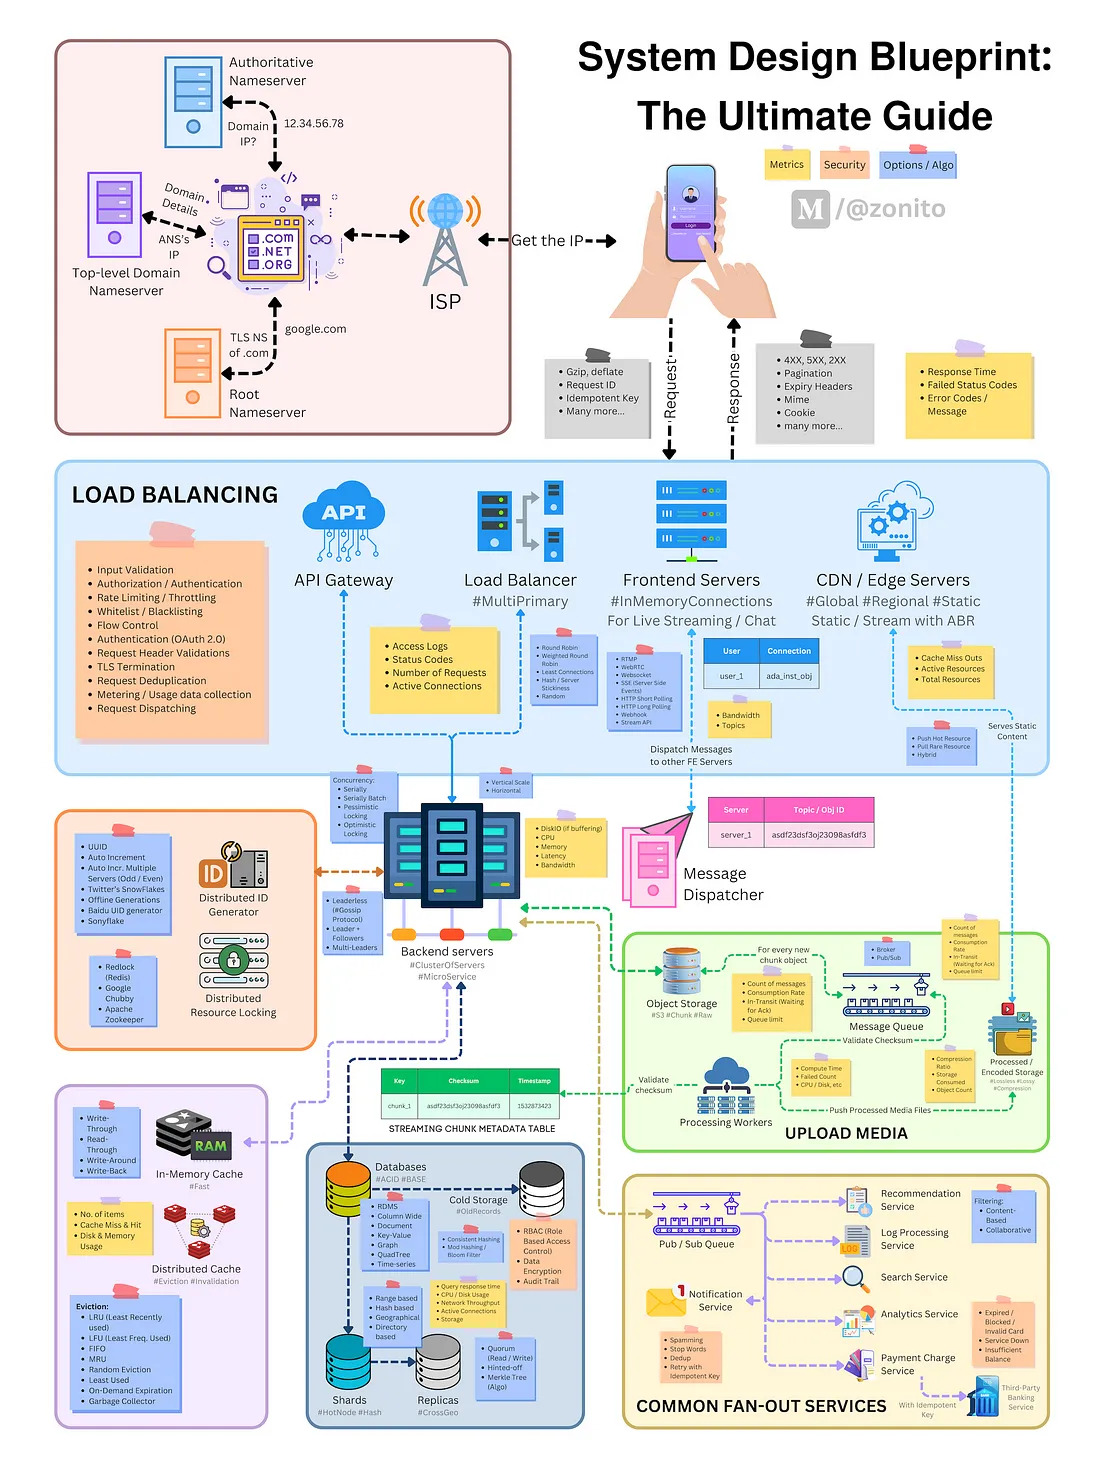 System Design Blueprint:
The Ultimate Guide
Metrics
Security
Options / Algo
M /@zonito
Authoritative
Nameserver
Domain
IP?
12.34.56.78
Domain
Details
ANS's
IP
Top-level Domain
Nameserver
.COM
.NET
.ORG
TLS NS
of .com
google.com
Root
Nameserver
ISP
Get the IP
Login
Request
Response
Gzip, deflate
Request ID
Idempotent Key
Many more...
4XX, 5XX, 2XX
Pagination
Expiry Headers
Mime
Cookie
many more...
Response Time
Failed Status Codes
Error Codes /
Message
LOAD BALANCING
Input Validation
Authorization / Authentication
Rate Limiting / Throttling
Whitelist / Blacklisting
Flow Control
Authentication (OAuth 2.0)
Request Header Validations
TLS Termination
Request Deduplication
Metering / Usage data collection
Request Dispatching
API
API Gateway
Load Balancer
#MultiPrimary
Frontend Servers
#InMemoryConnections
For Live Streaming / Chat
CDN / Edge Servers
#Global #Regional #Static
Static / Stream with ABR
Access Logs
Status Codes
Number of Requests
Active Connections
Round Robin
Weighted Round
Robin
Least Connections
Hash / Server
Stickiness
Random
RTMP
WebRTC
Websocket
SSE (Server Side
Events)
HTTP Short Polling
HTTP Long Polling
Webhook
Stream API
User Connection
user_1 ada_inst_obj
Bandwidth
Topics
Cache Miss Outs
Active Resources
Total Resources
Push Hot Resource
Pull Rare Resource
Hybrid
Serves Static
Content
Dispatch Messages
to other FE Servers
Concurrency:
Serially
Serially Batch
Pessimistic
Locking
Optimistic
Locking
Vertical Scale
Horizontal
DiskIO (if buffering)
CPU
Memory
Latency
Bandwidth
Leaderless
(#Gossip
Protocol)
Leader +
Followers
Multi-Leaders
Backend servers
#ClusterOfServers
#MicroService
Server Topic / Obj ID
server_1 asdf23dsf3oj23098asfdf3
Message
Dispatcher
UUID
Auto Increment
Auto Incr. Multiple
Servers (Odd / Even)
Twitter's SnowFlakes
Offline Generations
Baidu UID generator
Sonyflake
ID
Distributed ID
Generator
Redlock
(Redis)
Google
Chubby
Apache
Zookeeper
Distributed
Resource Locking
Object Storage
#S3 #Chunk #Raw
For every new
chunk object
Count of messages
Consumption Rate
In-Transit (Waiting
for Ack)
Queue limit
Broker
Pub/Sub
Count of
messages
Consumption
Rate
In-Transit
(Waiting for Ack)
Queue limit
Message Queue
Validate Checksum
Compute Time
Failed Count
CPU / Disk, etc
Compression
Ratio
Storage
Consumed
Object Count
Processed /
Encoded Storage
#Lossless #Lossy
#Compression
Validate
checksum
Processing Workers
Push Processed Media Files
UPLOAD MEDIA
Key Checksum Timestamp
chunk_1 asdf23dsf3oj23098asfdf3 1532873423
STREAMING CHUNK METADATA TABLE
Write-
Through
Read-
Through
Write-Around
Write-Back
RAM
In-Memory Cache
#Fast
No. of items
Cache Miss & Hit
Disk & Memory
Usage
Distributed Cache
#Eviction #Invalidation
Eviction:
LRU (Least Recently
used)
LFU (Least Freq. Used)
FIFO
MRU
Random Eviction
Least Used
On-Demand Expiration
Garbage Collector
Databases
#ACID #BASE
Cold Storage
#OldRecords
RDMS
Column Wide
Document
Key-Value
Graph
QuadTree
Time-series
Consistent Hashing
Mod Hashing /
Bloom Filter
RBAC (Role
Based Access
Control)
Data
Encryption
Audit Trail
Range based
Hash based
Geographical
Directory
based
Query response time
CPU / Disk Usage
Network Throughput
Active Connections
Storage
Quorum
(Read / Write)
Hinted-off
Merkle Tree
(Algo)
Shards
#HotNode #Hash
Replicas
#CrossGeo
Pub / Sub Queue
Recommendation
Service
Filtering:
Content-
Based
Collaborative
LOG
Log Processing
Service
Search Service
1
Notification
Service
Analytics Service
Spamming
Stop Words
Dedup
Retry with
Idempotent Key
Expired /
Blocked /
Invalid Card
Service Down
Insufficient
Balance
Payment Charge
Service
With Idempotent
Key
Third-Party
Banking
Service
COMMON FAN-OUT SERVICES